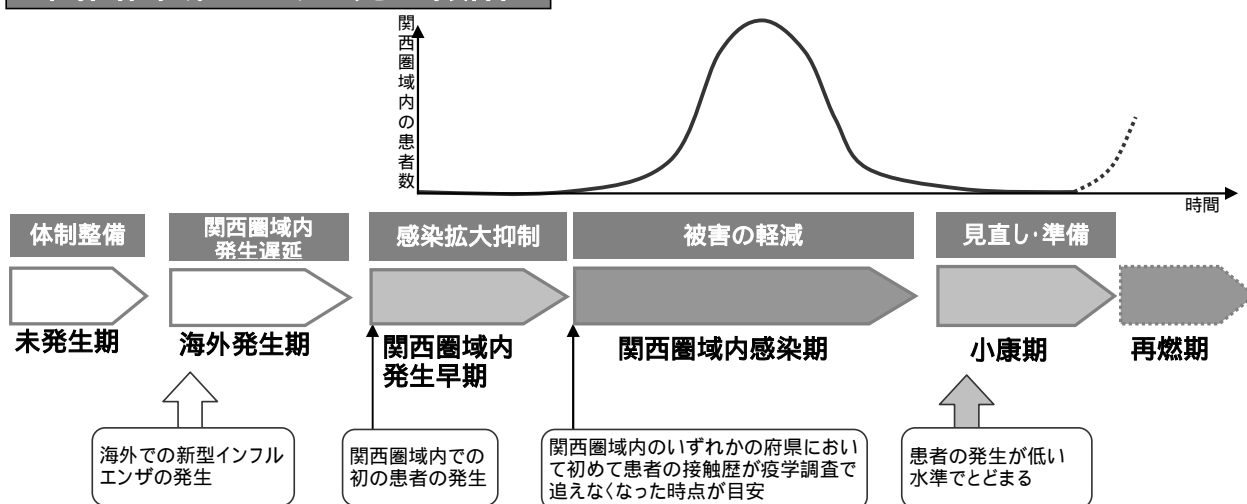 関西圏域内の患者数
時間
体制整備
関西圏域内
発生遅延
感染拡大抑制
被害の軽減
見直し・準備
未発生期
海外発生期
関西圏域内
発生早期
関西圏域内感染期
小康期
再燃期
海外での新型インフル
エンザの発生
関西圏域内での
初の患者の発生
関西圏域内のいずれかの府県におい
て初めて患者の接触歴が疫学調査で
追えなくなった時点が目安
患者の発生が低い
水準でとどまる